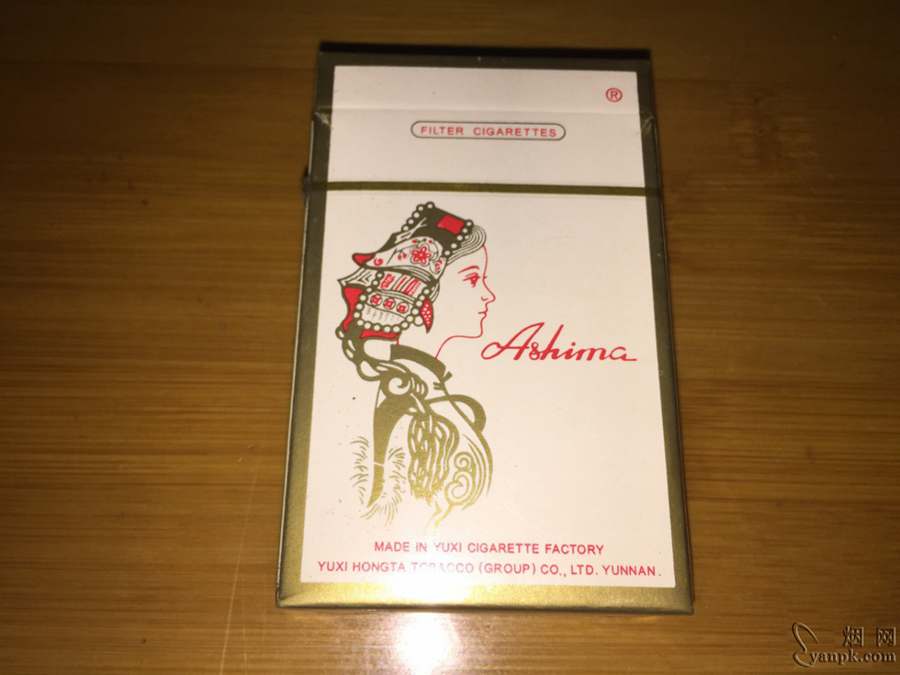 ®
FILTER CIGARETTES
Ashima
MADE IN YUXI CIGARETTE FACTORY
YUXI HONGTA TOBACCO (GROUP) CO., LTD. YUNNAN.
烟网
yanpk.com